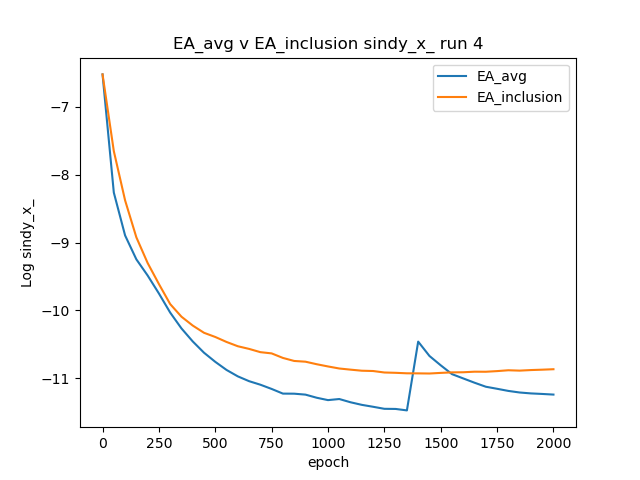 EA_avg v EA_inclusion sindy_x_ run 4
EA_avg
EA_inclusion
Log sindy_x_
−7
−8
−9
−10
−11
0 250 500 750 1000 1250 1500 1750 2000
epoch